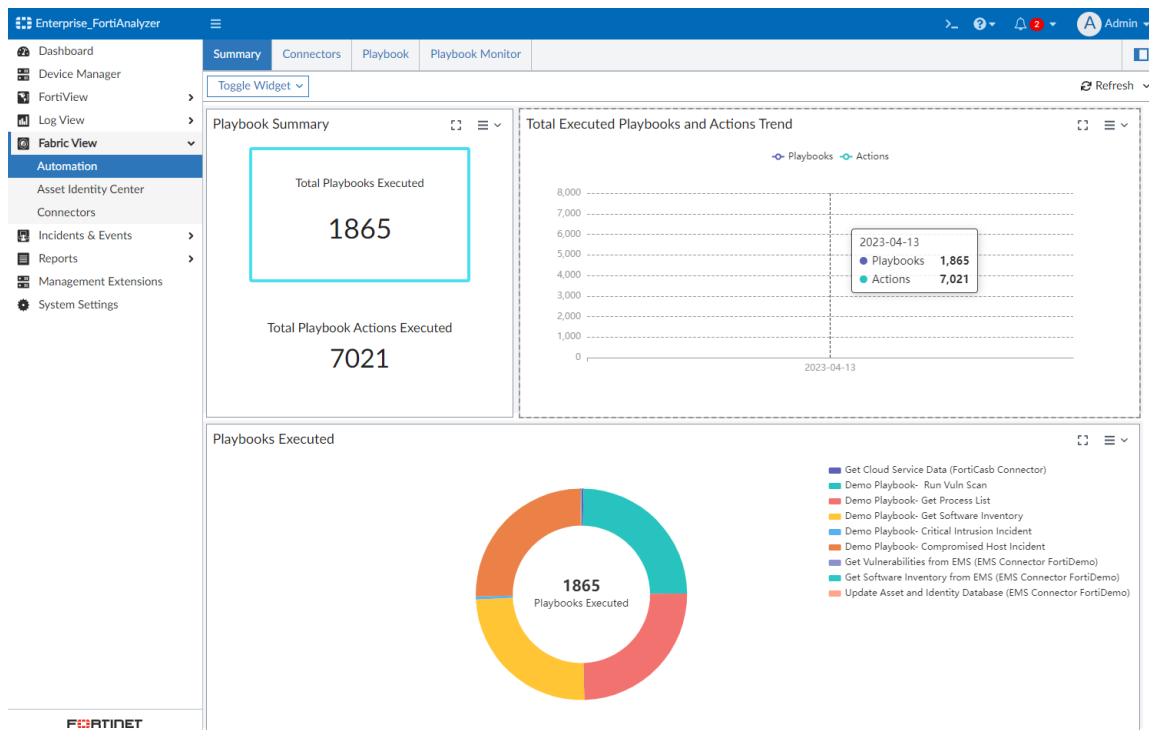 Enterprise_FortiAnalyzer
>_
?
2
A Admin
Dashboard
Device Manager
FortiView
Log View
Fabric View
Automation
Asset Identity Center
Connectors
Incidents & Events
Reports
Management Extensions
System Settings
FORTINET
Summary Connectors Playbook Playbook Monitor
Toggle Widget
Refresh
Playbook Summary
Total Playbooks Executed
1865
Total Playbook Actions Executed
7021
Total Executed Playbooks and Actions Trend
Playbooks Actions
8,000
7,000
6,000
5,000
4,000
3,000
2,000
1,000
0
2023-04-13
Playbooks 1,865
Actions 7,021
2023-04-13
Playbooks Executed
1865
Playbooks Executed
Get Cloud Service Data (FortiCasb Connector)
Demo Playbook- Run Vuln Scan
Demo Playbook- Get Process List
Demo Playbook- Get Software Inventory
Demo Playbook- Critical Intrusion Incident
Demo Playbook- Compromised Host Incident
Get Vulnerabilities from EMS (EMS Connector FortiDemo)
Get Software Inventory from EMS (EMS Connector FortiDemo)
Update Asset and Identity Database (EMS Connector FortiDemo)